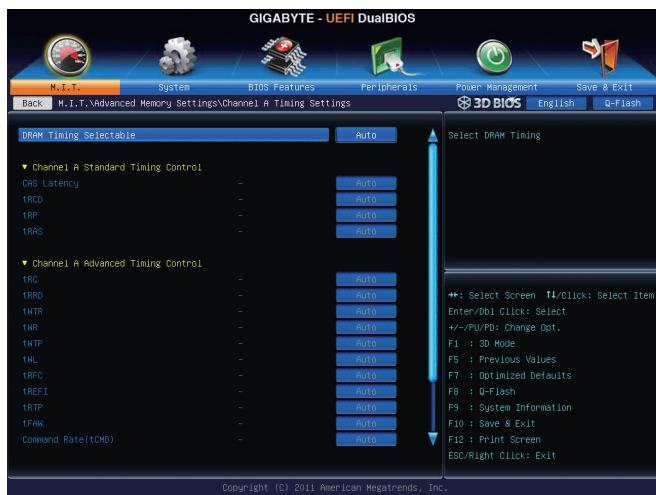 GIGABYTE - UEFI DualBIOS
M.I.T.
System
BIOS Features
Peripherals
Power Management
Save & Exit
Back M.I.T.\Advanced Memory Settings\Channel A Timing Settings
3D BIOS English Q-Flash
DRAM Timing Selectable Auto
▼ Channel A Standard Timing Control
CAS Latency - Auto
tRCD - Auto
tRP - Auto
tRAS - Auto
▼ Channel A Advanced Timing Control
tRC - Auto
tRRD - Auto
tWTR - Auto
tWR - Auto
tWTP - Auto
tWL - Auto
tRFC - Auto
tREFI - Auto
tRTP - Auto
tFAW - Auto
Command Rate(tCMD) - Auto
Select DRAM Timing
→←: Select Screen ↑↓/Click: Select Item
Enter/Dbl Click: Select
+/-/PU/PD: Change Opt.
F1 : 3D Mode
F5 : Previous Values
F7 : Optimized Defaults
F8 : Q-Flash
F9 : System Information
F10 : Save & Exit
F12 : Print Screen
ESC/Right Click: Exit
Copyright (C) 2011 American Megatrends, Inc.